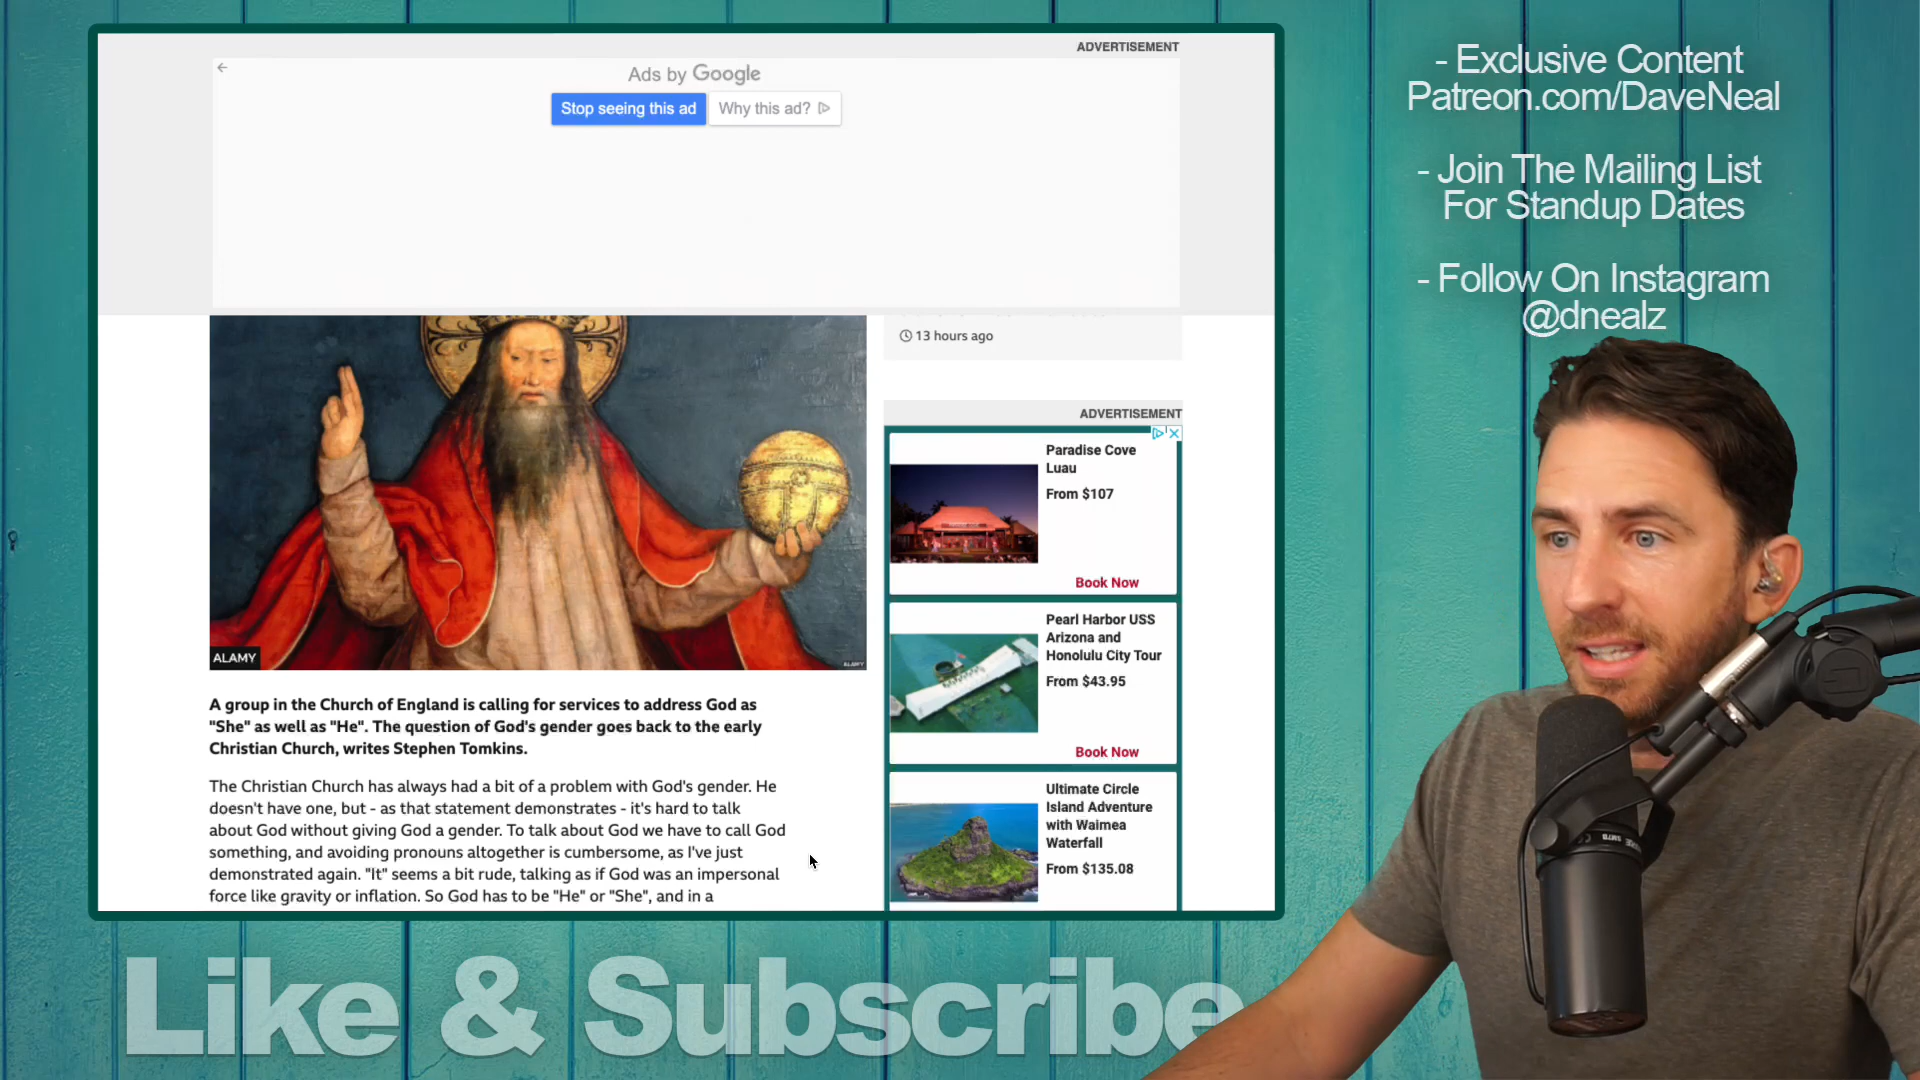 ADVERTISEMENT
Ads by Google
Stop seeing this ad
Why this ad?
13 hours ago
ALAMY
ALAMY
A group in the Church of England is calling for services to address God as
"She" as well as "He". The question of God's gender goes back to the early
Christian Church, writes Stephen Tomkins.
The Christian Church has always had a bit of a problem with God's gender. He
doesn't have one, but - as that statement demonstrates - it's hard to talk
about God without giving God a gender. To talk about God we have to call God
something, and avoiding pronouns altogether is cumbersome, as I've just
demonstrated again. "It" seems a bit rude, talking as if God was an impersonal
force like gravity or inflation. So God has to be "He" or "She", and in a
ADVERTISEMENT
Paradise Cove
Luau
From $107
Book Now
Pearl Harbor USS
Arizona and
Honolulu City Tour
From $43.95
Book Now
Ultimate Circle
Island Adventure
with Waimea
Waterfall
From $135.08
- Exclusive Content
Patreon.com/DaveNeal
- Join The Mailing List
For Standup Dates
- Follow On Instagram
@dnealz
Like & Subscribe